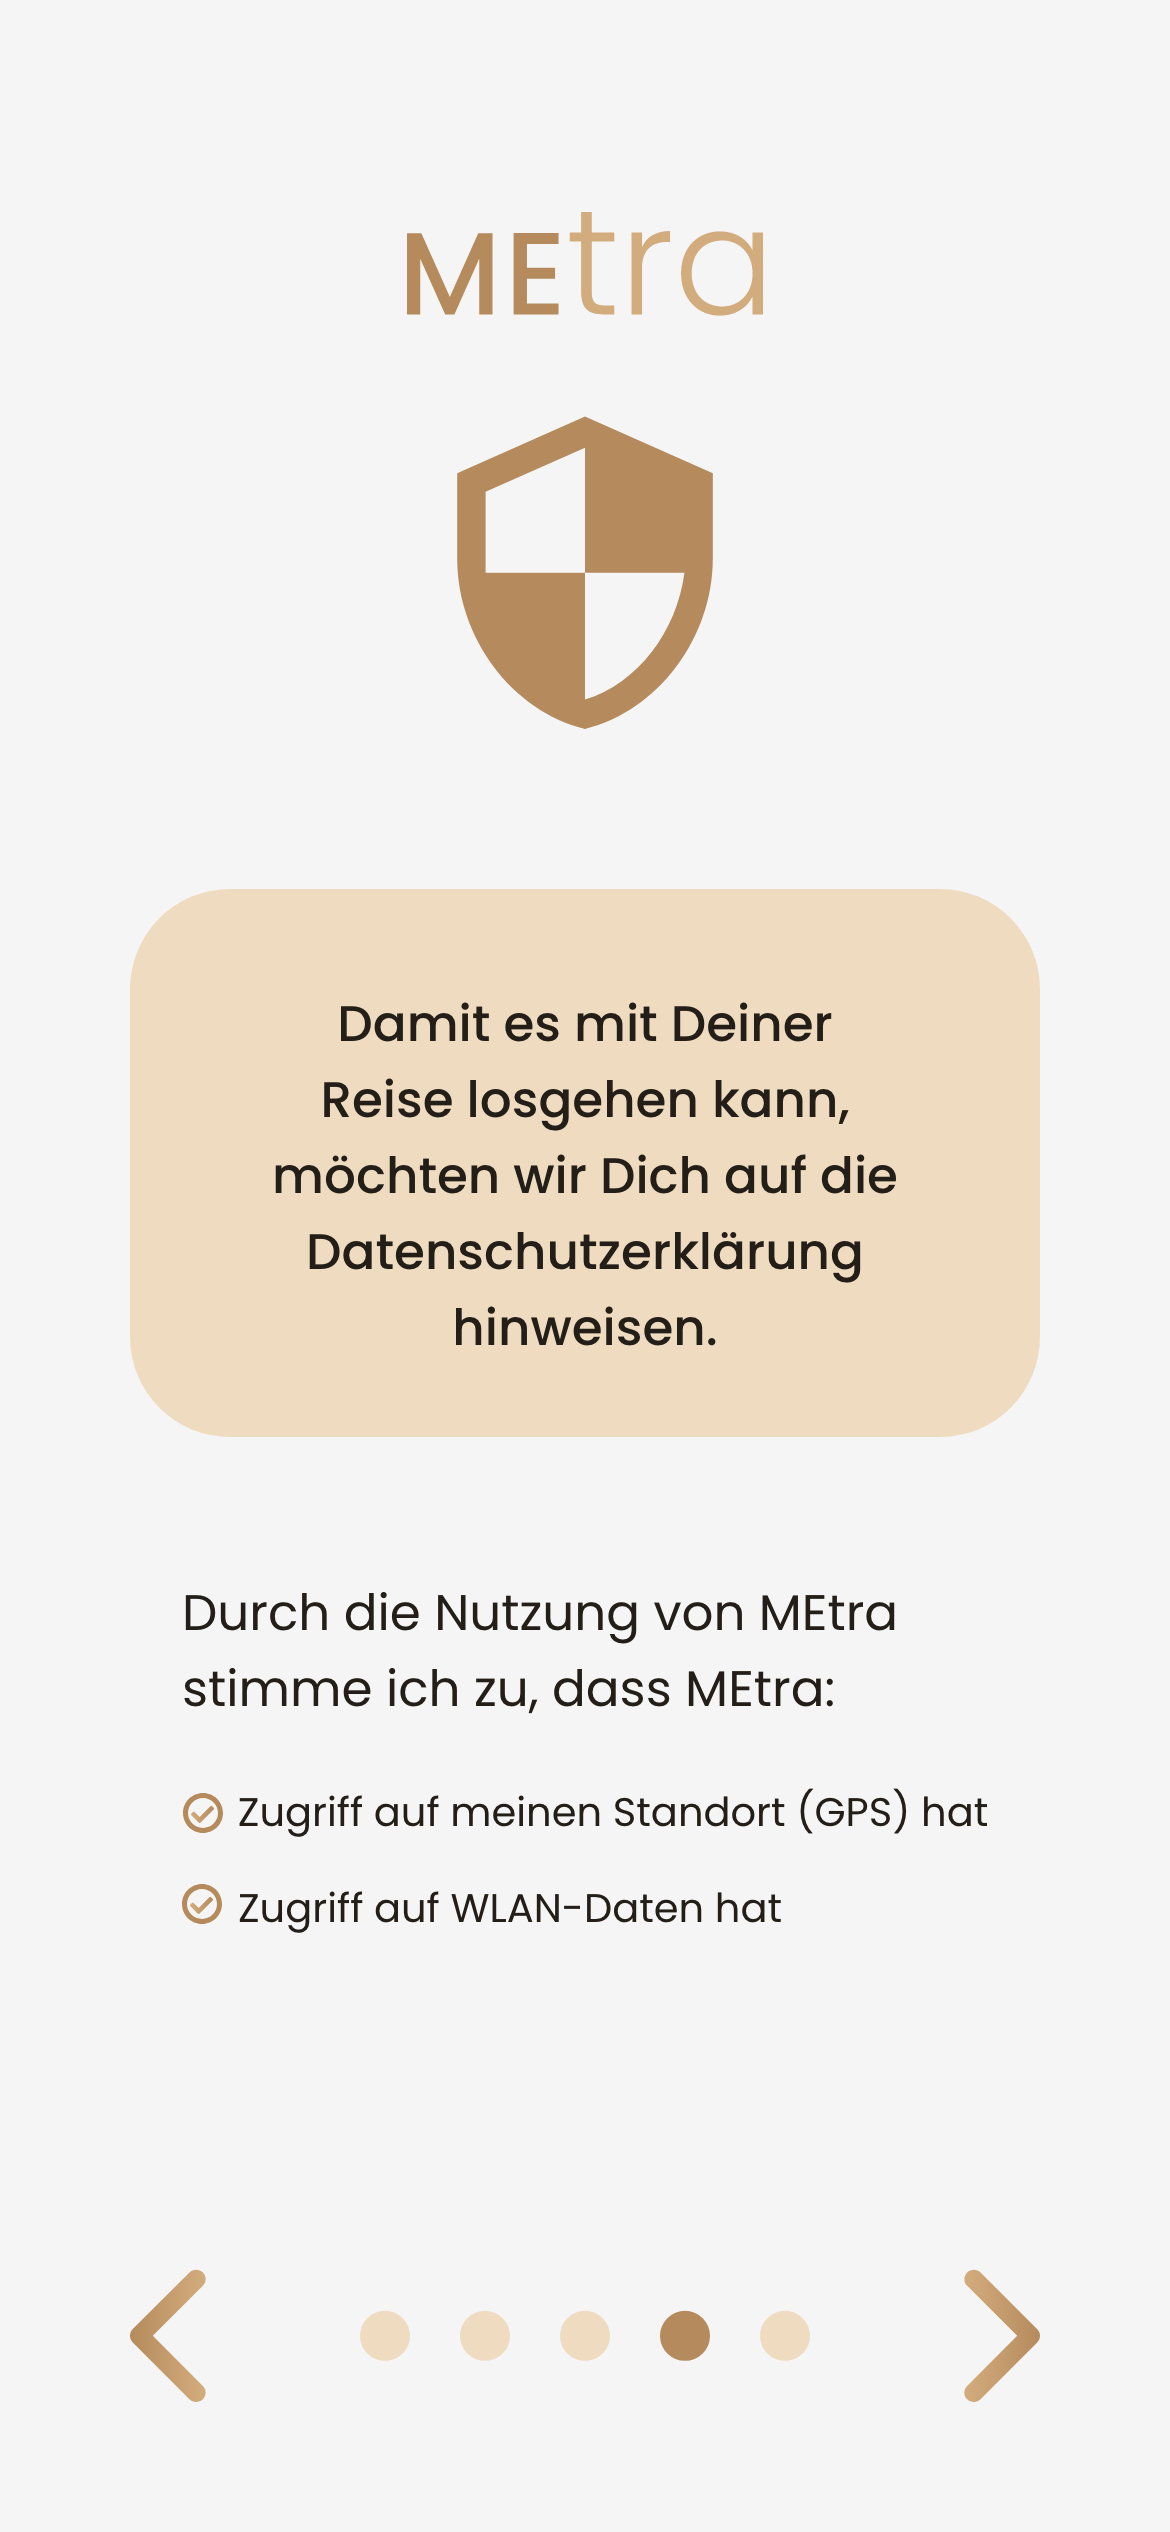 MEtra
Damit es mit Deiner
Reise losgehen kann,
möchten wir Dich auf die
Datenschutzerklärung
hinweisen.
Durch die Nutzung von MEtra
stimme ich zu, dass MEtra:
Zugriff auf meinen Standort (GPS) hat
Zugriff auf WLAN-Daten hat